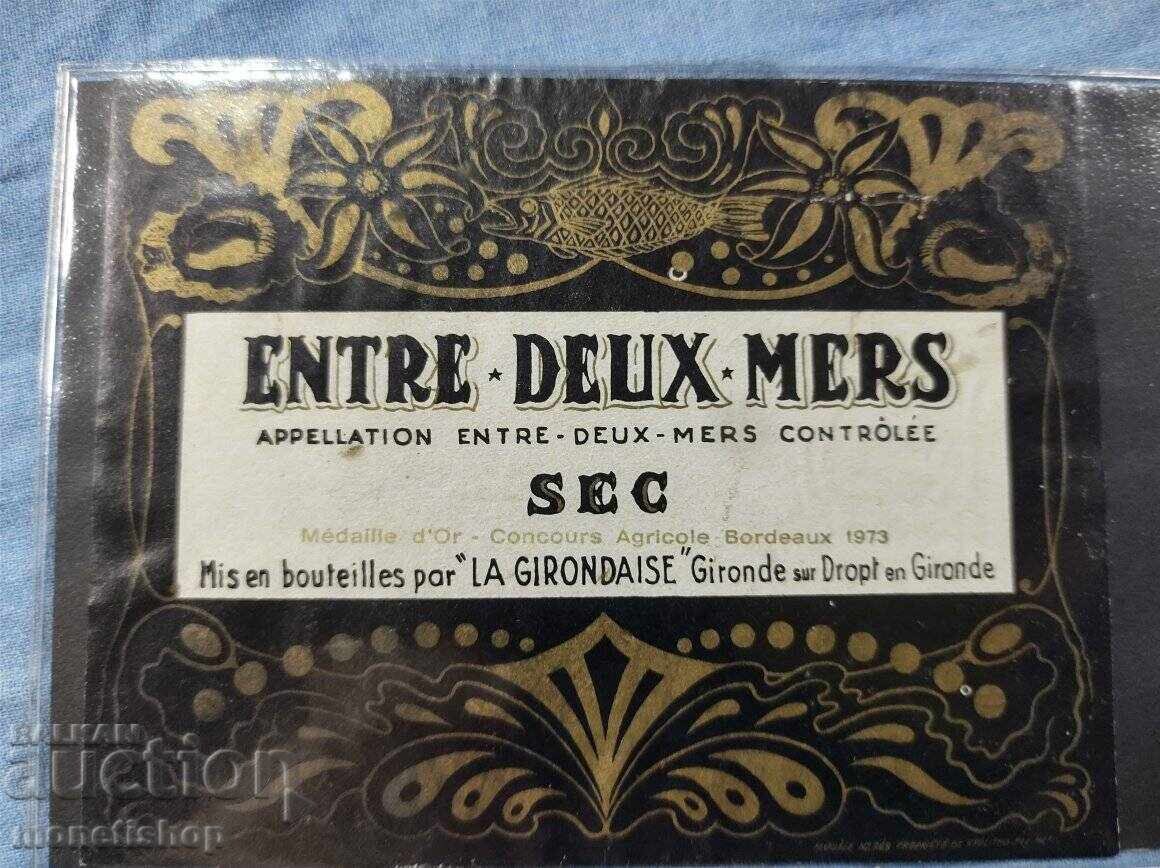 ENTRE ⋆ DEUX ⋆ MERS
APPELLATION ENTRE-DEUX-MERS CONTRÔLÉE
SEC
Médaille d'Or - Concours Agricole Bordeaux 1973
Mis en bouteilles par "LA GIRONDAISE" Gironde sur Dropt en Gironde
BALKAN
auction
monetishop